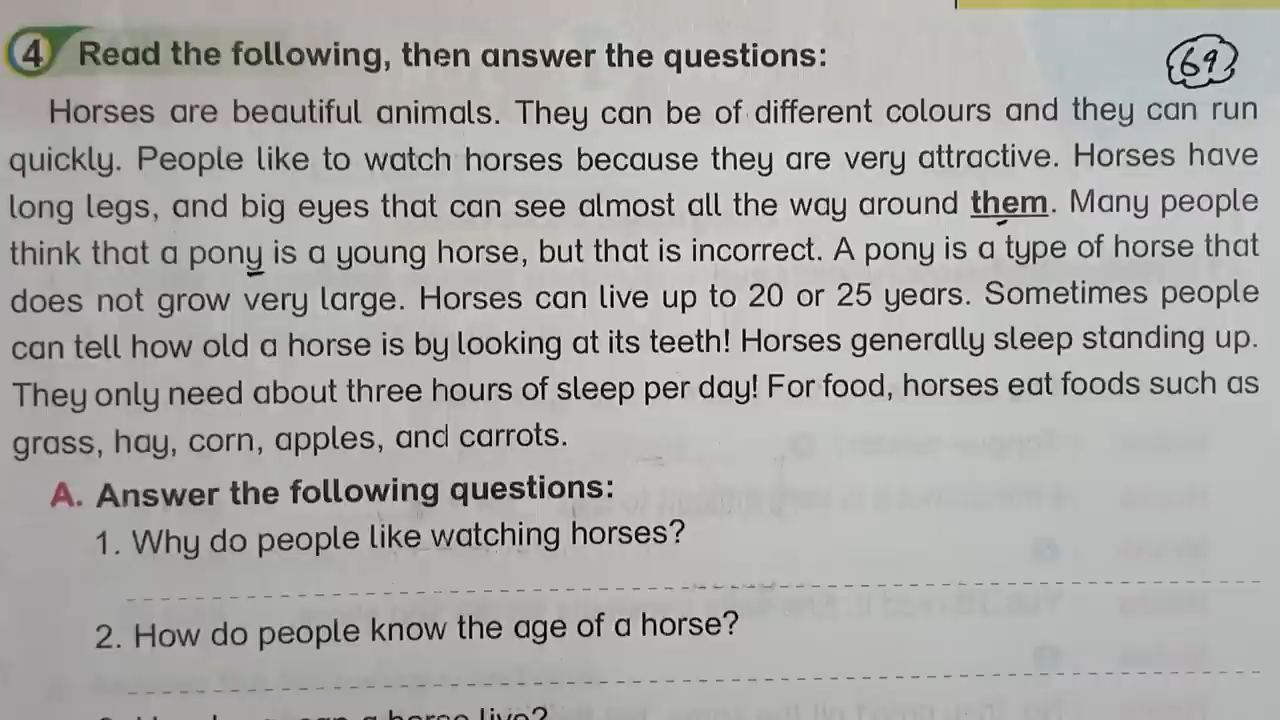 4 Read the following, then answer the questions:
69
Horses are beautiful animals. They can be of different colours and they can run
quickly. People like to watch horses because they are very attractive. Horses have
long legs, and big eyes that can see almost all the way around them. Many people
think that a pony is a young horse, but that is incorrect. A pony is a type of horse that
does not grow very large. Horses can live up to 20 or 25 years. Sometimes people
can tell how old a horse is by looking at its teeth! Horses generally sleep standing up.
They only need about three hours of sleep per day! For food, horses eat foods such as
grass, hay, corn, apples, and carrots.
A. Answer the following questions:
1. Why do people like watching horses?
2. How do people know the age of a horse?
a horse live?